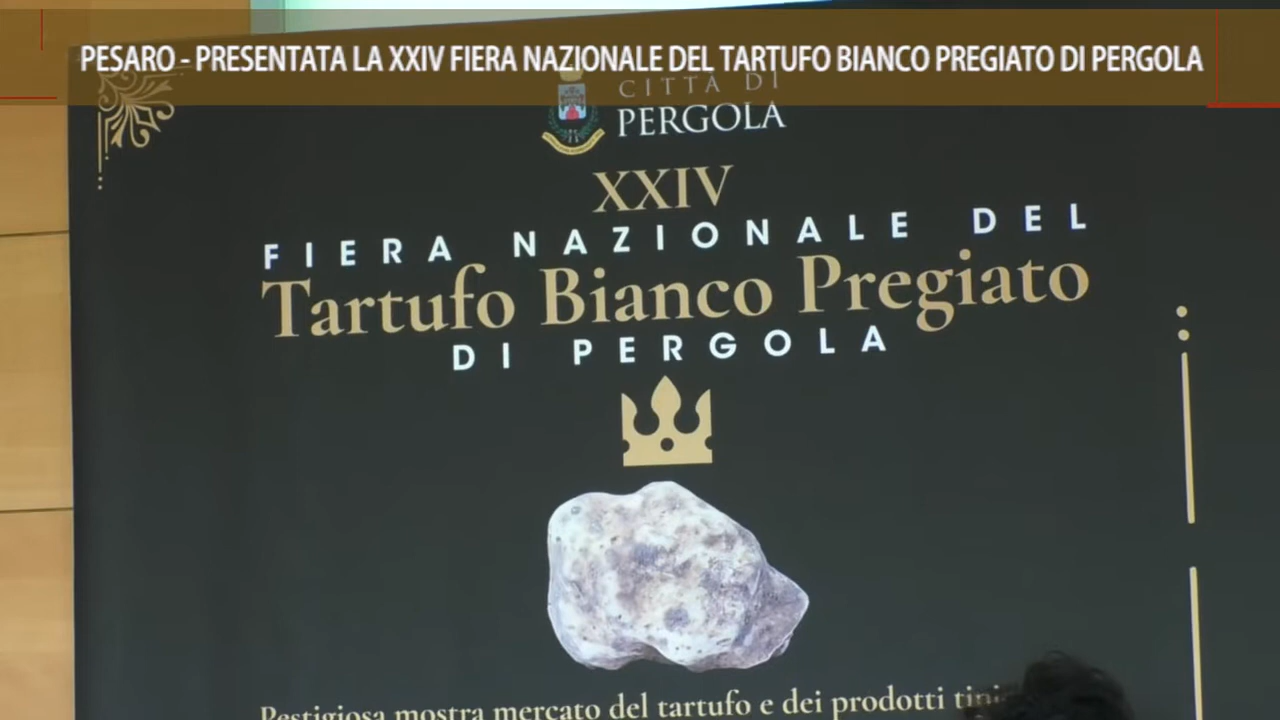 PESARO - PRESENTATA LA XXIV FIERA NAZIONALE DEL TARTUFO BIANCO PREGIATO DI PERGOLA
CITTÀ DI
PERGOLA
XXIV
FIERA NAZIONALE DEL
Tartufo Bianco Pregiato
DI PERGOLA
Pestigiosa mostra mercato del tartufo e dei prodotti